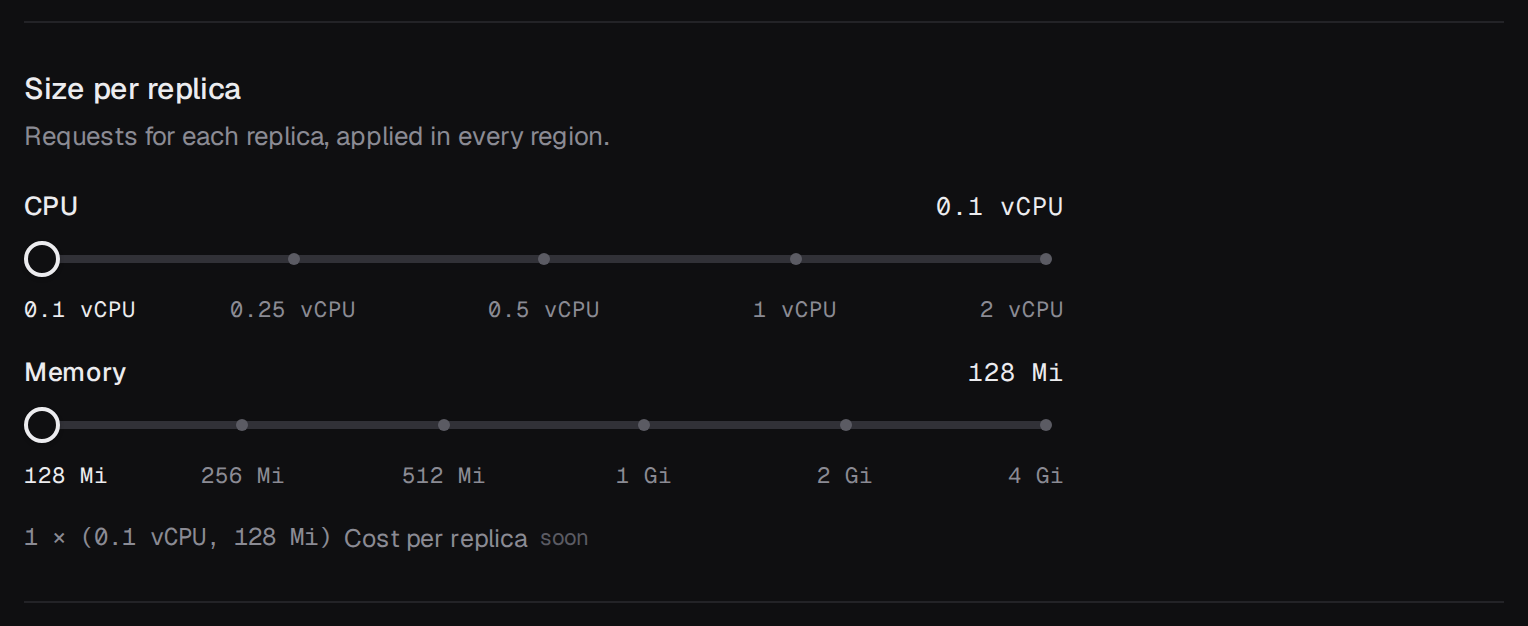 Size per replica
Requests for each replica, applied in every region.
CPU 0.1 vCPU
0.1 vCPU 0.25 vCPU 0.5 vCPU 1 vCPU 2 vCPU
Memory 128 Mi
128 Mi 256 Mi 512 Mi 1 Gi 2 Gi 4 Gi
1 × (0.1 vCPU, 128 Mi) Cost per replica soon